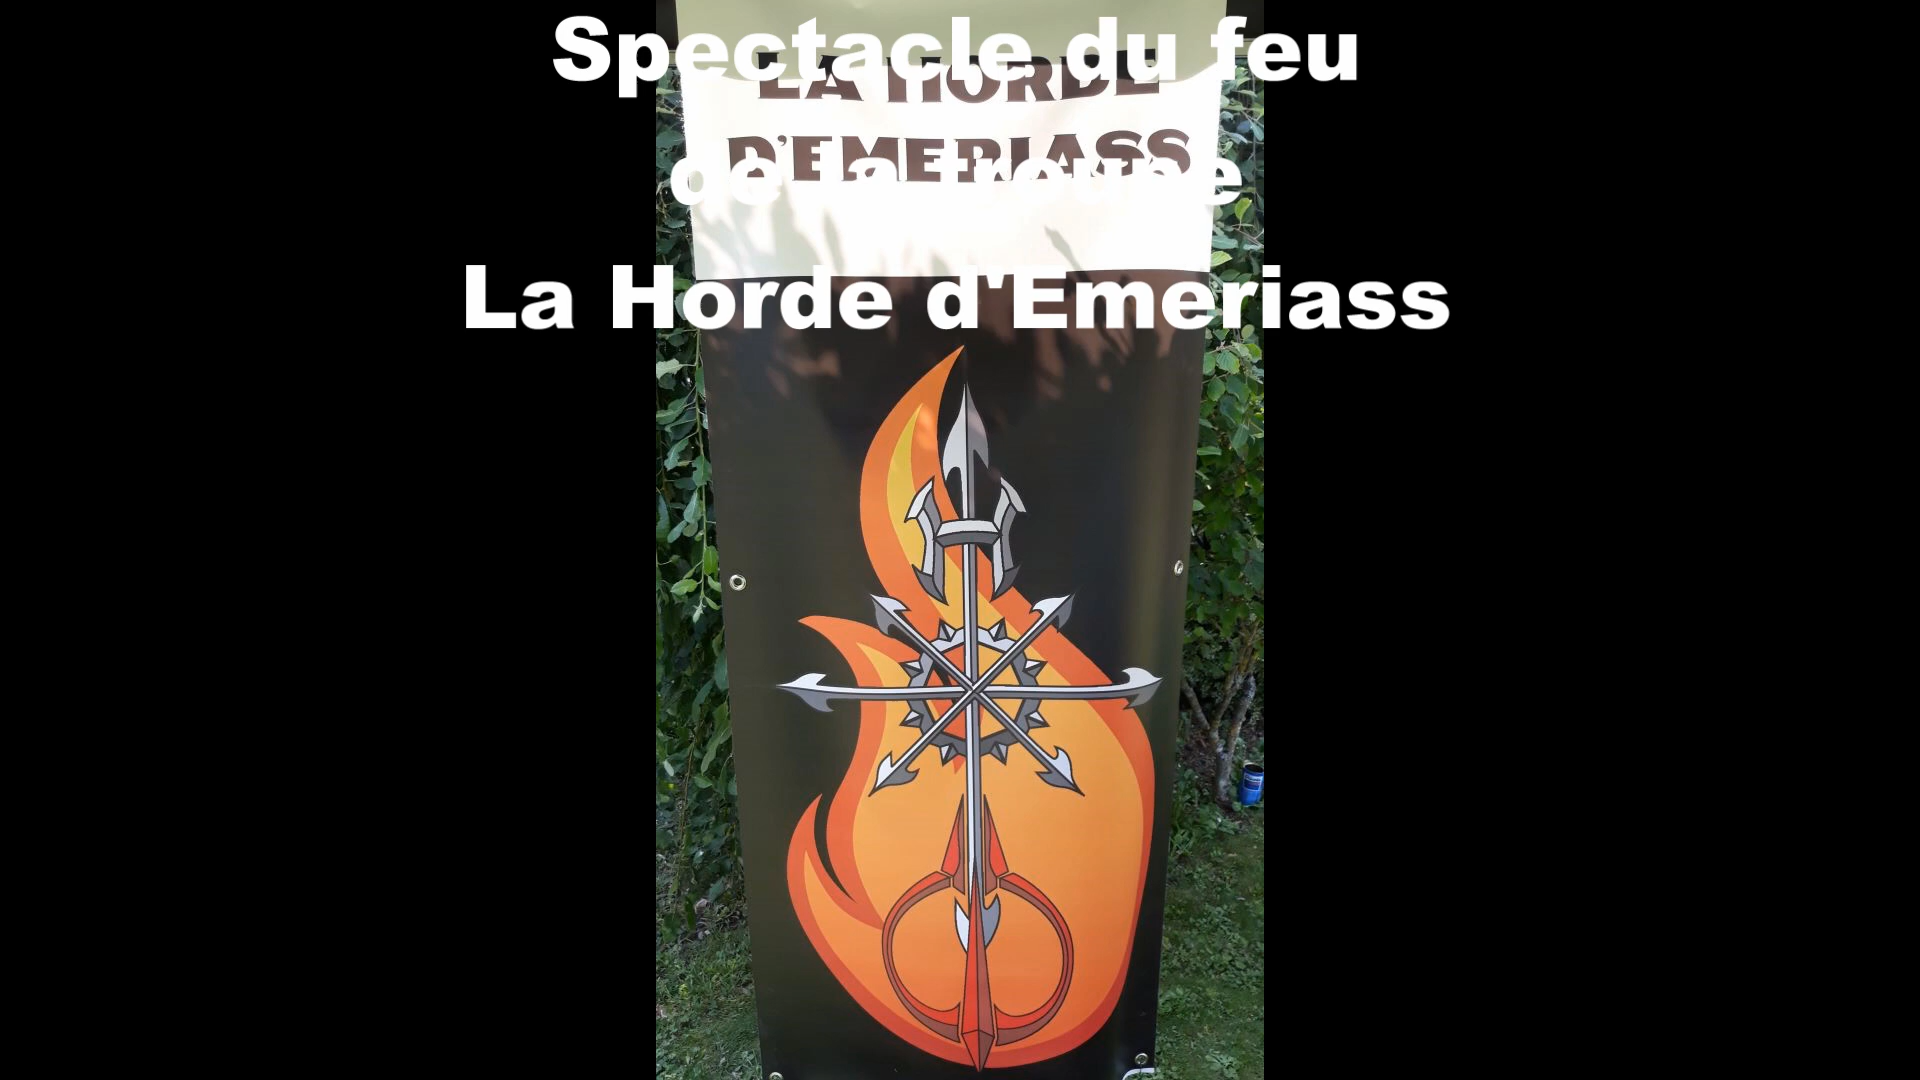 Spectacle du feu
LA HORDE
D'EMERIASS
de la troupe
La Horde d'Emeriass